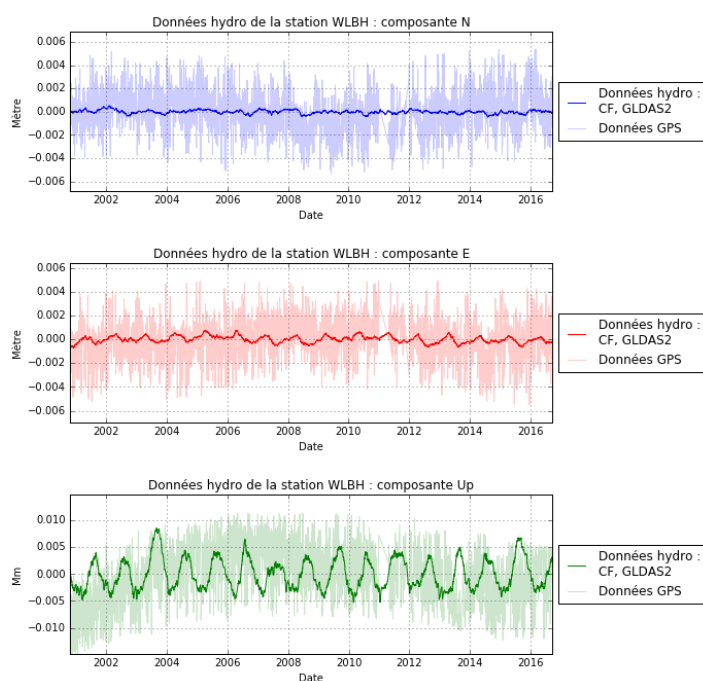 Données hydro de la station WLBH : composante N
0.006
0.004
0.002
0.000
−0.002
−0.004
−0.006
Mètre
2002 2004 2006 2008 2010 2012 2014 2016
Date
Données hydro :
CF, GLDAS2
Données GPS
Données hydro de la station WLBH : composante E
0.006
0.004
0.002
0.000
−0.002
−0.004
−0.006
Mètre
2002 2004 2006 2008 2010 2012 2014 2016
Date
Données hydro :
CF, GLDAS2
Données GPS
Données hydro de la station WLBH : composante Up
0.010
0.005
0.000
−0.005
−0.010
Mm
2002 2004 2006 2008 2010 2012 2014 2016
Date
Données hydro :
CF, GLDAS2
Données GPS